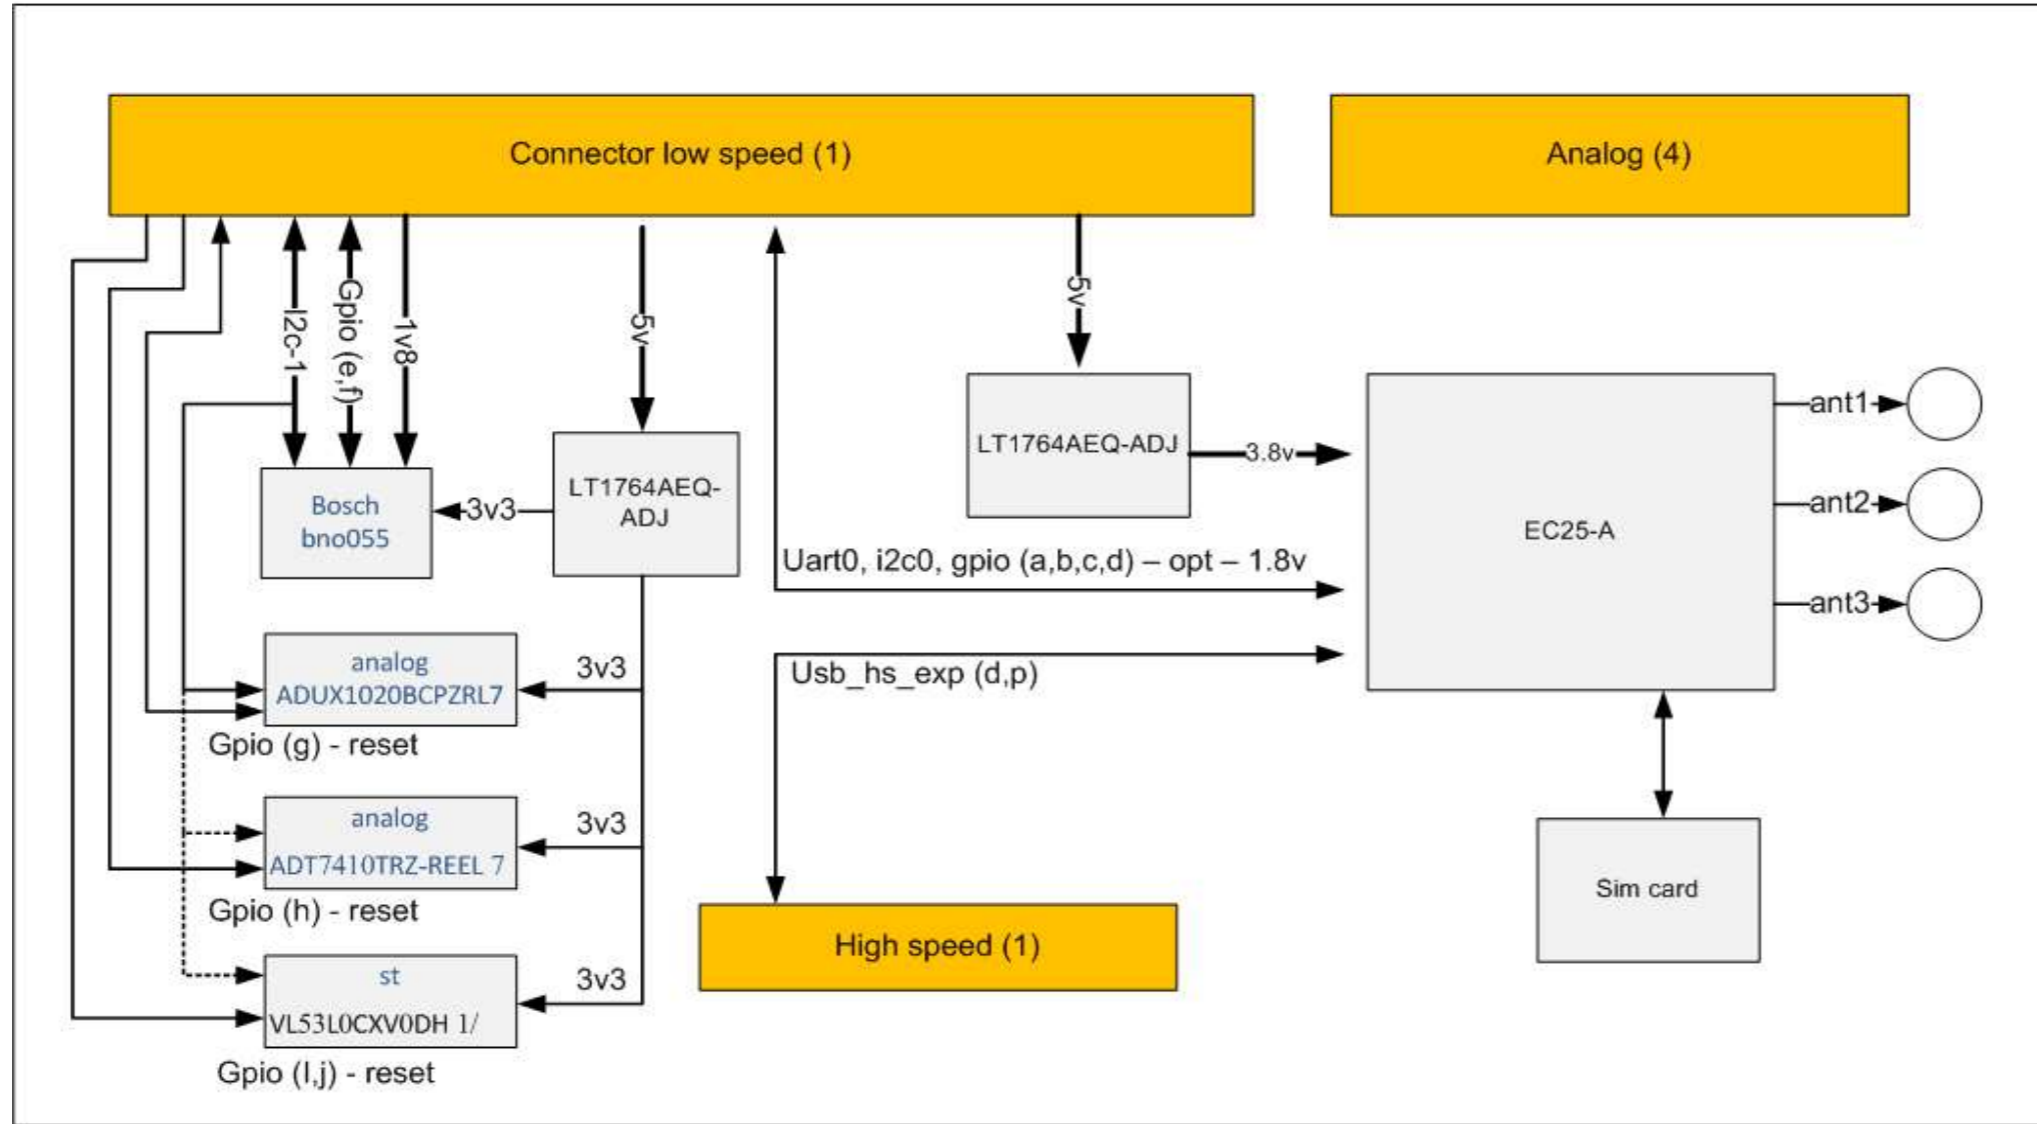 Connector low speed (1)
Analog (4)
I2c-1
Gpio (e,f)
1v8
5v
5v
LT1764AEQ-ADJ
3.8v
ant1
ant2
ant3
EC25-A
Bosch
bno055
3v3
LT1764AEQ-
ADJ
Uart0, i2c0, gpio (a,b,c,d) – opt – 1.8v
Usb_hs_exp (d,p)
analog
ADUX1020BCPZRL7
3v3
Gpio (g) - reset
analog
ADT7410TRZ-REEL 7
3v3
Gpio (h) - reset
st
VL53L0CXV0DH 1/
3v3
Gpio (I,j) - reset
High speed (1)
Sim card